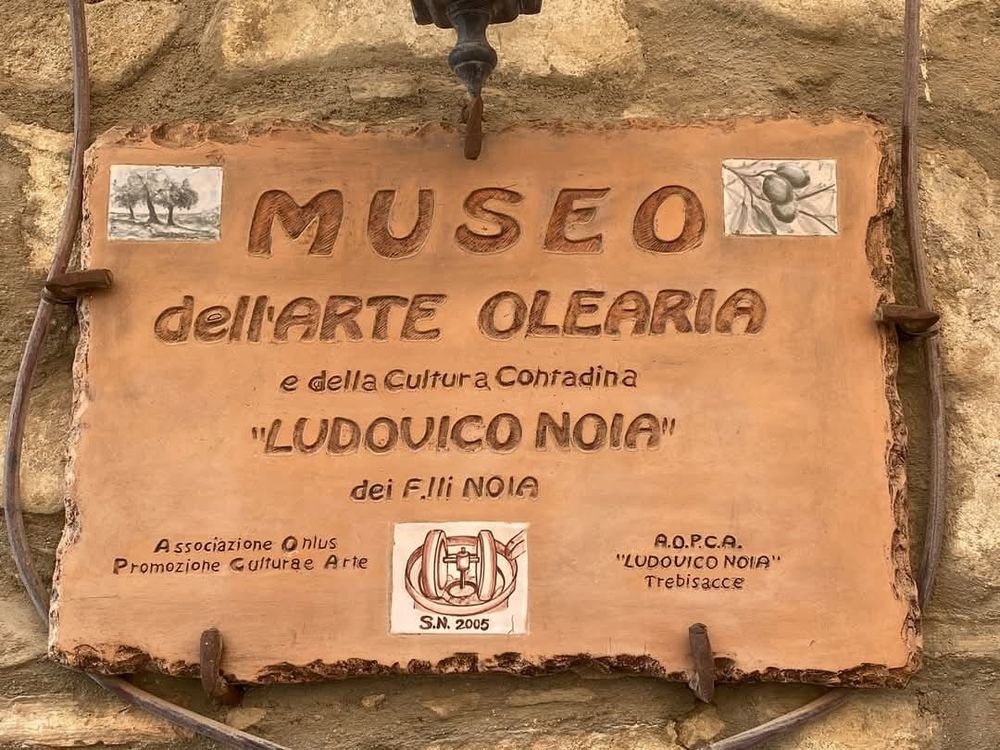 MUSEO
dell'ARTE OLEARIA
e della Cultura Contadina
"LUDOVICO NOIA"
dei F.lli NOIA
Associazione Onlus
Promozione Cultura e Arte
A.O.P.C.A.
"LUDOVICO NOIA"
Trebisacce
S.N. 2005